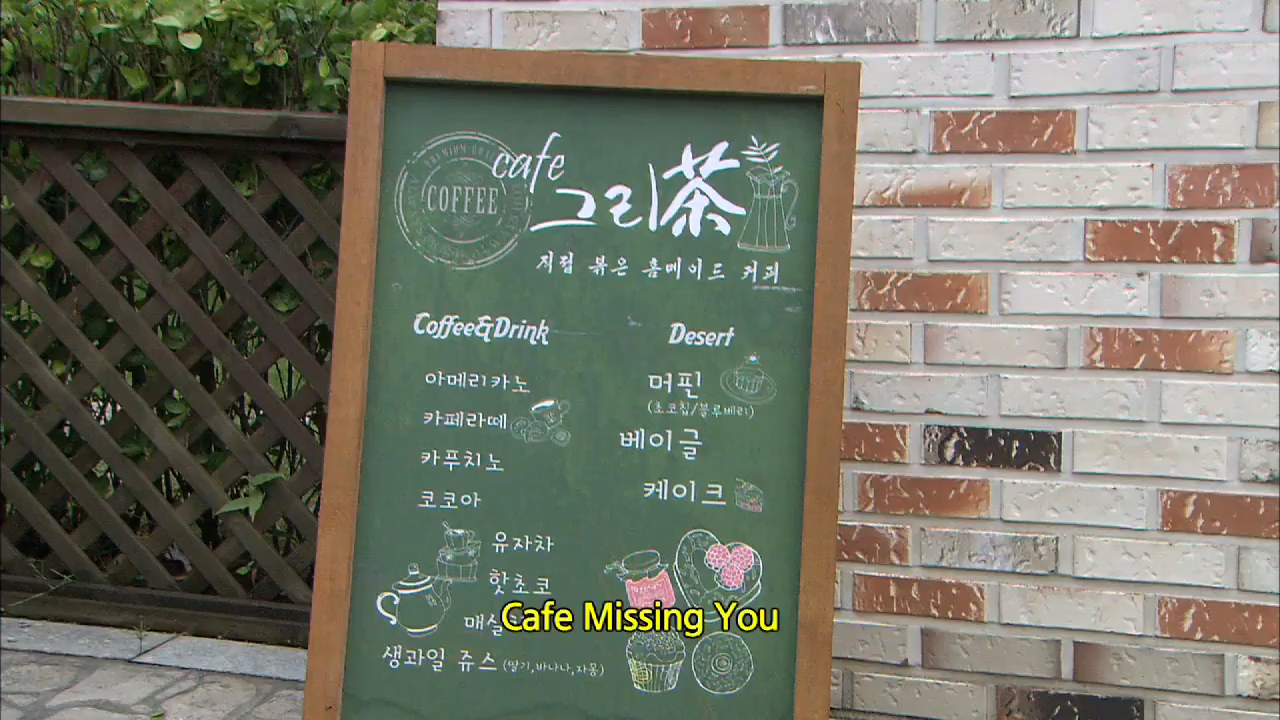 cafe
그리茶
COFFEE
직접 볶은 홈메이드 커피
Coffee&Drink
아메리카노
카페라떼
카푸치노
코코아
유자차
핫초코
생과일 쥬스 (딸기,바나나,자몽)
Desert
머핀
(초코칩/블루베리)
베이글
케이크
Cafe Missing You